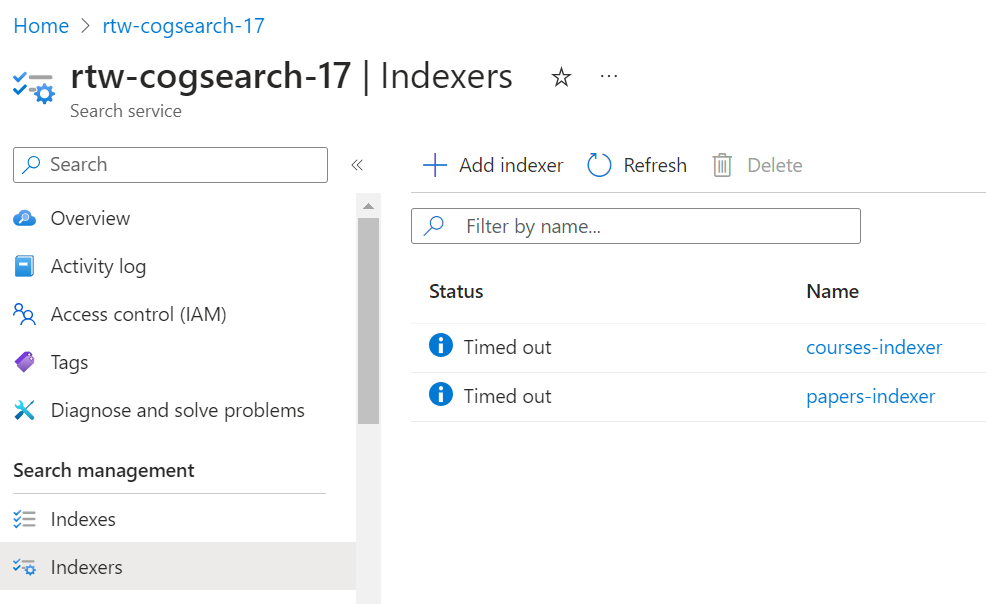 Home > rtw-cogsearch-17
rtw-cogsearch-17 | Indexers
Search service
Search
Add indexer Refresh Delete
Overview
Filter by name...
Activity log
Status Name
Access control (IAM)
Timed out courses-indexer
Tags
Timed out papers-indexer
Diagnose and solve problems
Search management
Indexes
Indexers